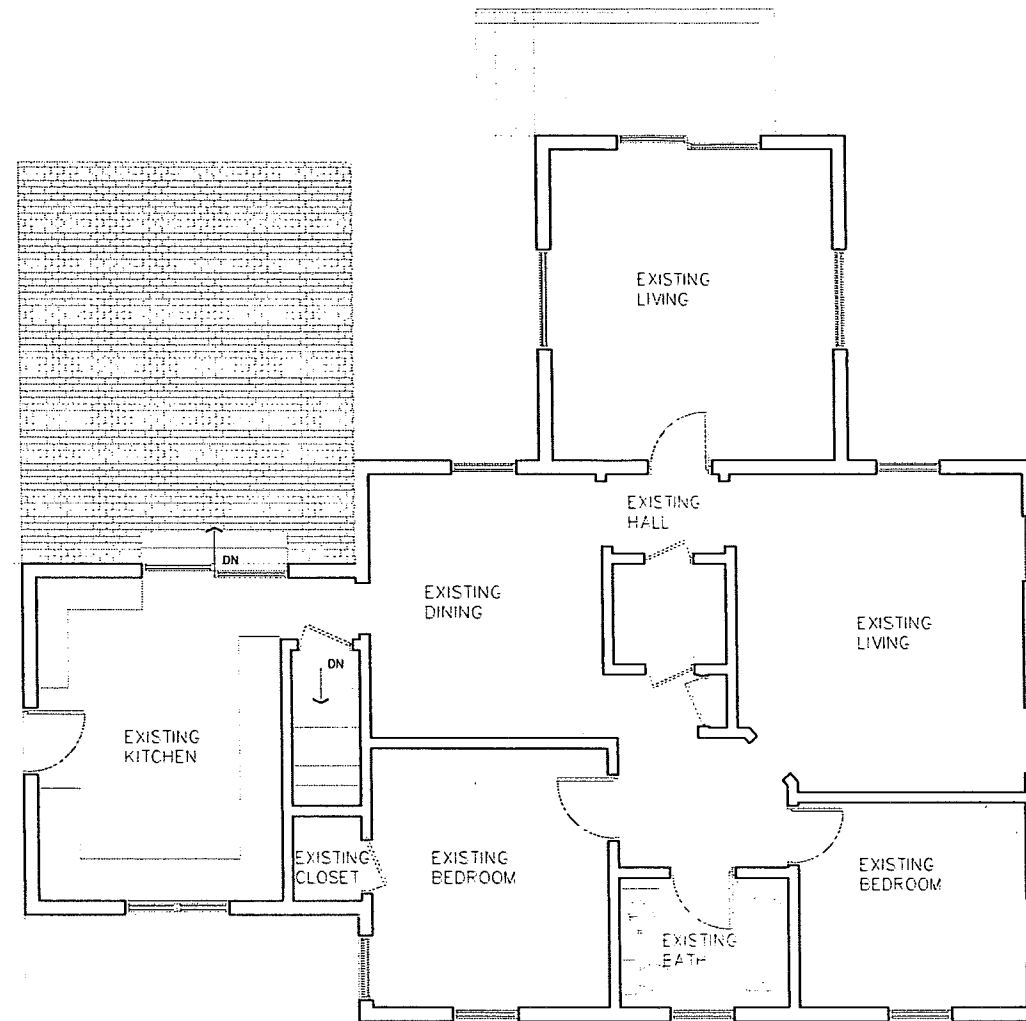 EXISTING
LIVING
EXISTING
HALL
DN
EXISTING
DINING
EXISTING
LIVING
DN
EXISTING
KITCHEN
EXISTING
CLOSET
EXISTING
BEDROOM
EXISTING
BEDROOM
EXISTING
BATH